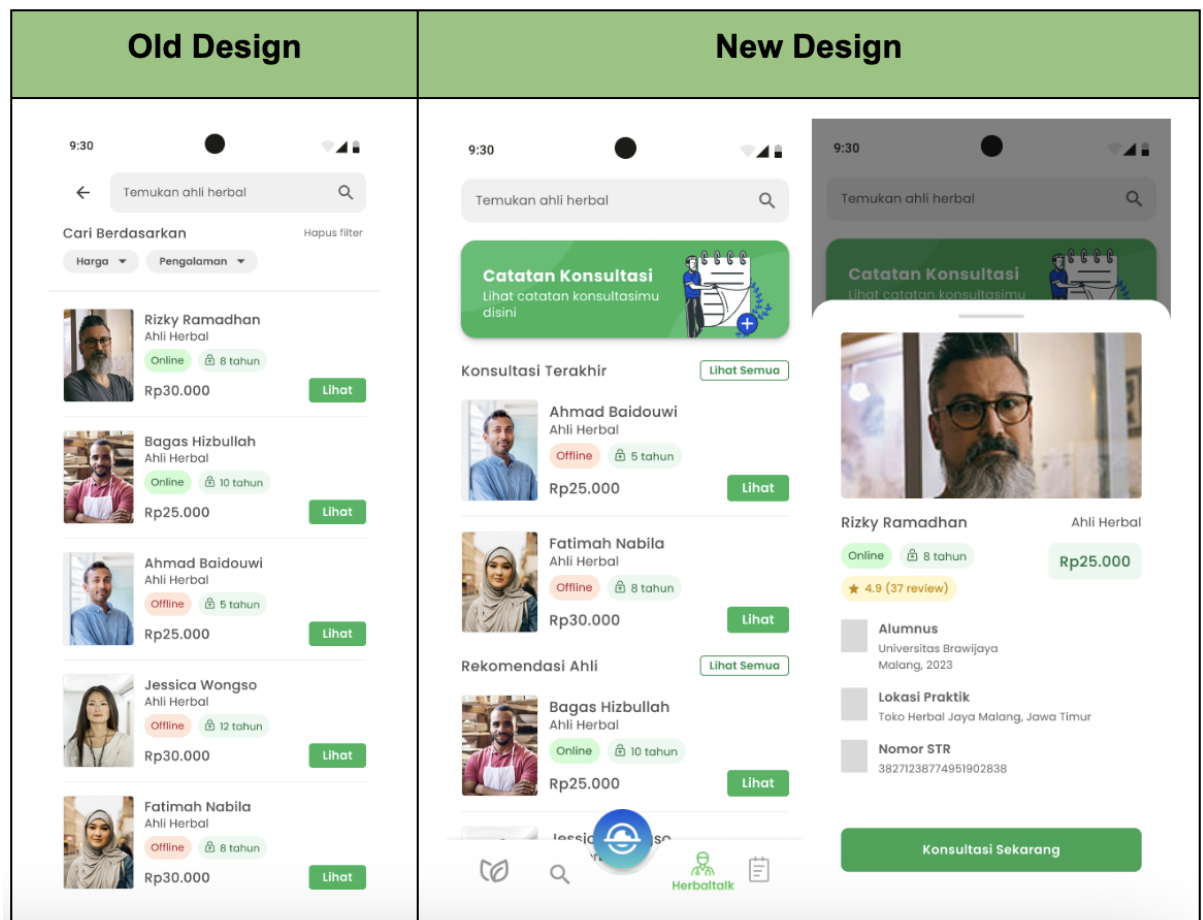 Old Design
New Design
9:30
Temukan ahli herbal
Cari Berdasarkan
Hapus filter
Harga
Pengalaman
Rizky Ramadhan
Ahli Herbal
Online
8 tahun
Rp30.000
Lihat
Bagas Hizbullah
Ahli Herbal
Online
10 tahun
Rp25.000
Lihat
Ahmad Baidouwi
Ahli Herbal
Offline
5 tahun
Rp25.000
Lihat
Jessica Wongso
Ahli Herbal
Offline
12 tahun
Rp30.000
Lihat
Fatimah Nabila
Ahli Herbal
Offline
8 tahun
Rp30.000
Lihat
9:30
Temukan ahli herbal
Catatan Konsultasi
Lihat catatan konsultasimu
disini
Konsultasi Terakhir
Lihat Semua
Ahmad Baidouwi
Ahli Herbal
Offline
5 tahun
Rp25.000
Lihat
Fatimah Nabila
Ahli Herbal
Offline
8 tahun
Rp30.000
Lihat
Rekomendasi Ahli
Lihat Semua
Bagas Hizbullah
Ahli Herbal
Online
10 tahun
Rp25.000
Lihat
Herbaltalk
9:30
Temukan ahli herbal
Catatan Konsultasi
Lihat catatan konsultasimu
Rizky Ramadhan
Ahli Herbal
Online
8 tahun
Rp25.000
4.9 (37 review)
Alumnus
Universitas Brawijaya
Malang, 2023
Lokasi Praktik
Toko Herbal Jaya Malang, Jawa Timur
Nomor STR
38271238774951902838
Konsultasi Sekarang